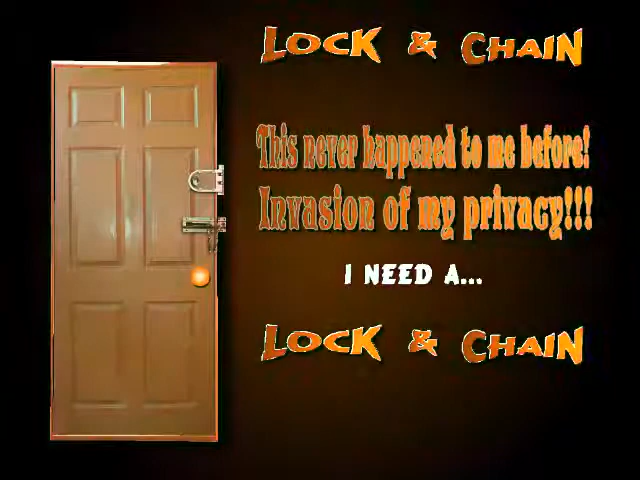 LOCK & CHAIN
This never happened to me before!
Invasion of my privacy!!!
I NEED A...
LOCK & CHAIN